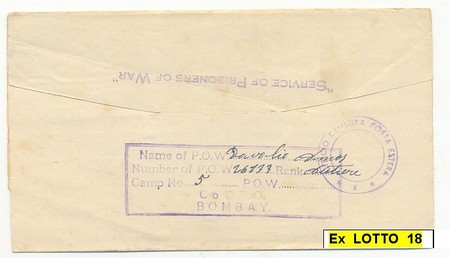 "SERVICE OF PRISONERS OF WAR"
CENSURA POSTA ESTERA
Name of P.O.W.
Number of P.O.W. 26733 Rank
Camp No. 5 P.O.W.
C/o G.P.O.
BOMBAY.
Ex LOTTO 18